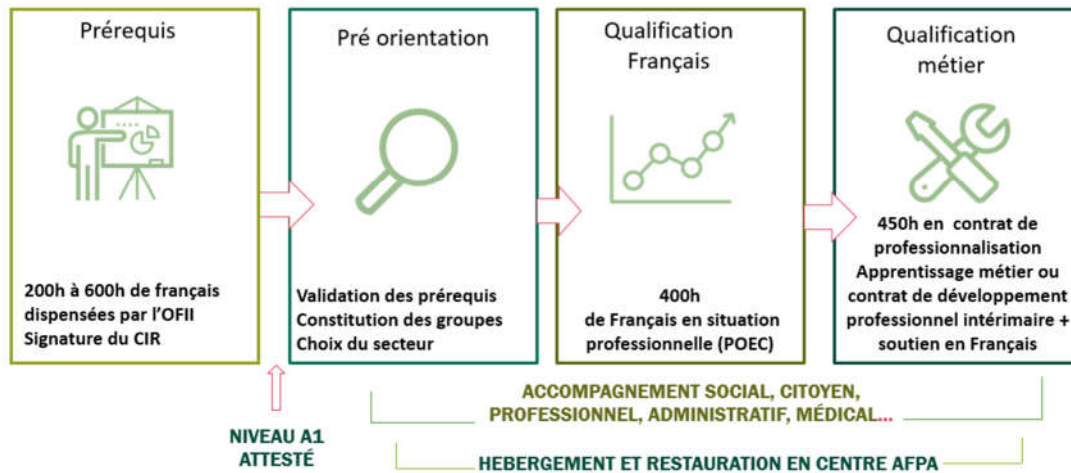 Prérequis
200h à 600h de français
dispensées par l'OFII
Signature du CIR
NIVEAU A1
ATTESTÉ
Pré orientation
Validation des prérequis
Constitution des groupes
Choix du secteur
Qualification
Français
400h
de Français en situation
professionnelle (POEC)
Qualification
métier
450h en contrat de
professionnalisation
Apprentissage métier ou
contrat de développement
professionnel intérimaire +
soutien en Français
ACCOMPAGNEMENT SOCIAL, CITOYEN,
PROFESSIONNEL, ADMINISTRATIF, MÉDICAL...
HEBERGEMENT ET RESTAURATION EN CENTRE AFPA